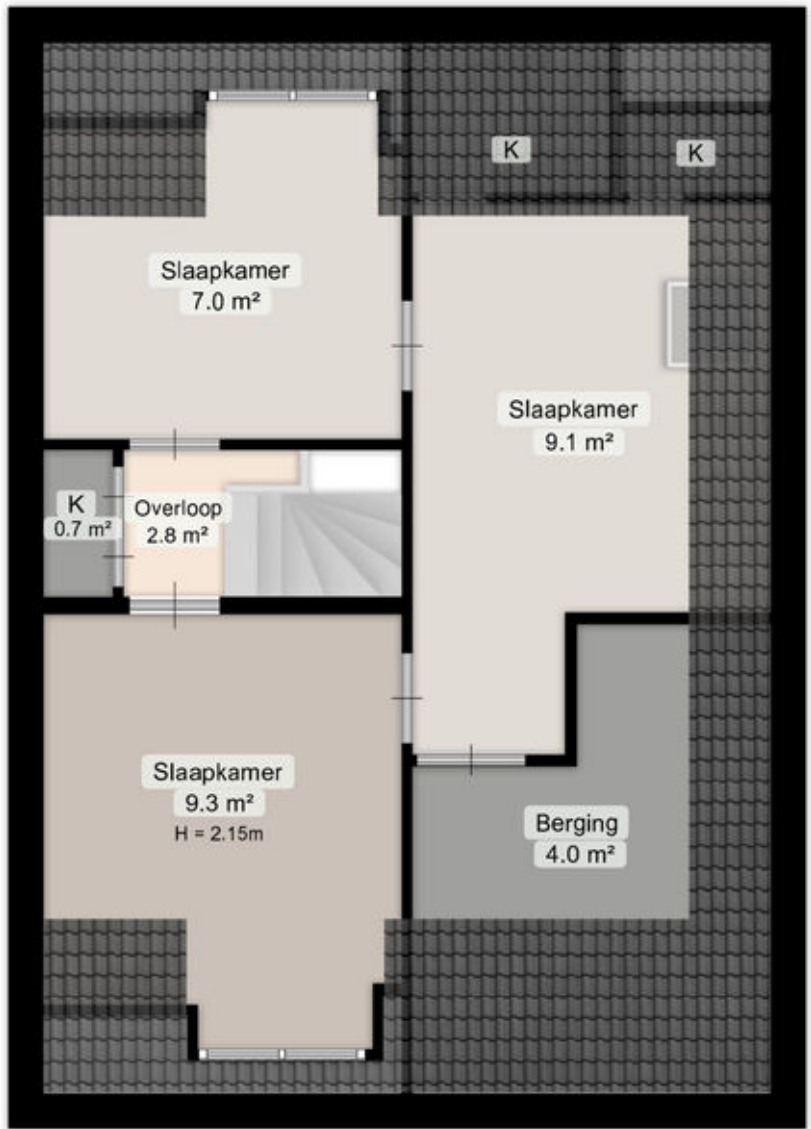 K
K
Slaapkamer
7.0 m²
Slaapkamer
9.1 m²
K
0.7 m²
Overloop
2.8 m²
Slaapkamer
9.3 m²
H = 2.15m
Berging
4.0 m²